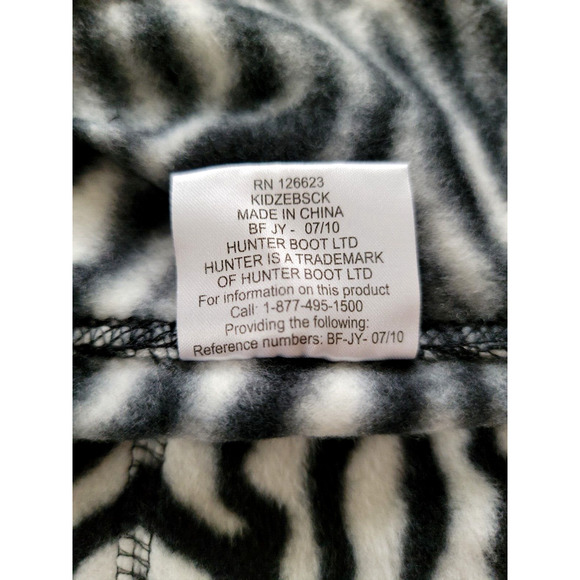 RN 126623
KIDZEBSCK
MADE IN CHINA
BF JY - 07/10
HUNTER BOOT LTD
HUNTER IS A TRADEMARK
OF HUNTER BOOT LTD
For information on this product
Call: 1-877-495-1500
Providing the following:
Reference numbers: BF-JY- 07/10